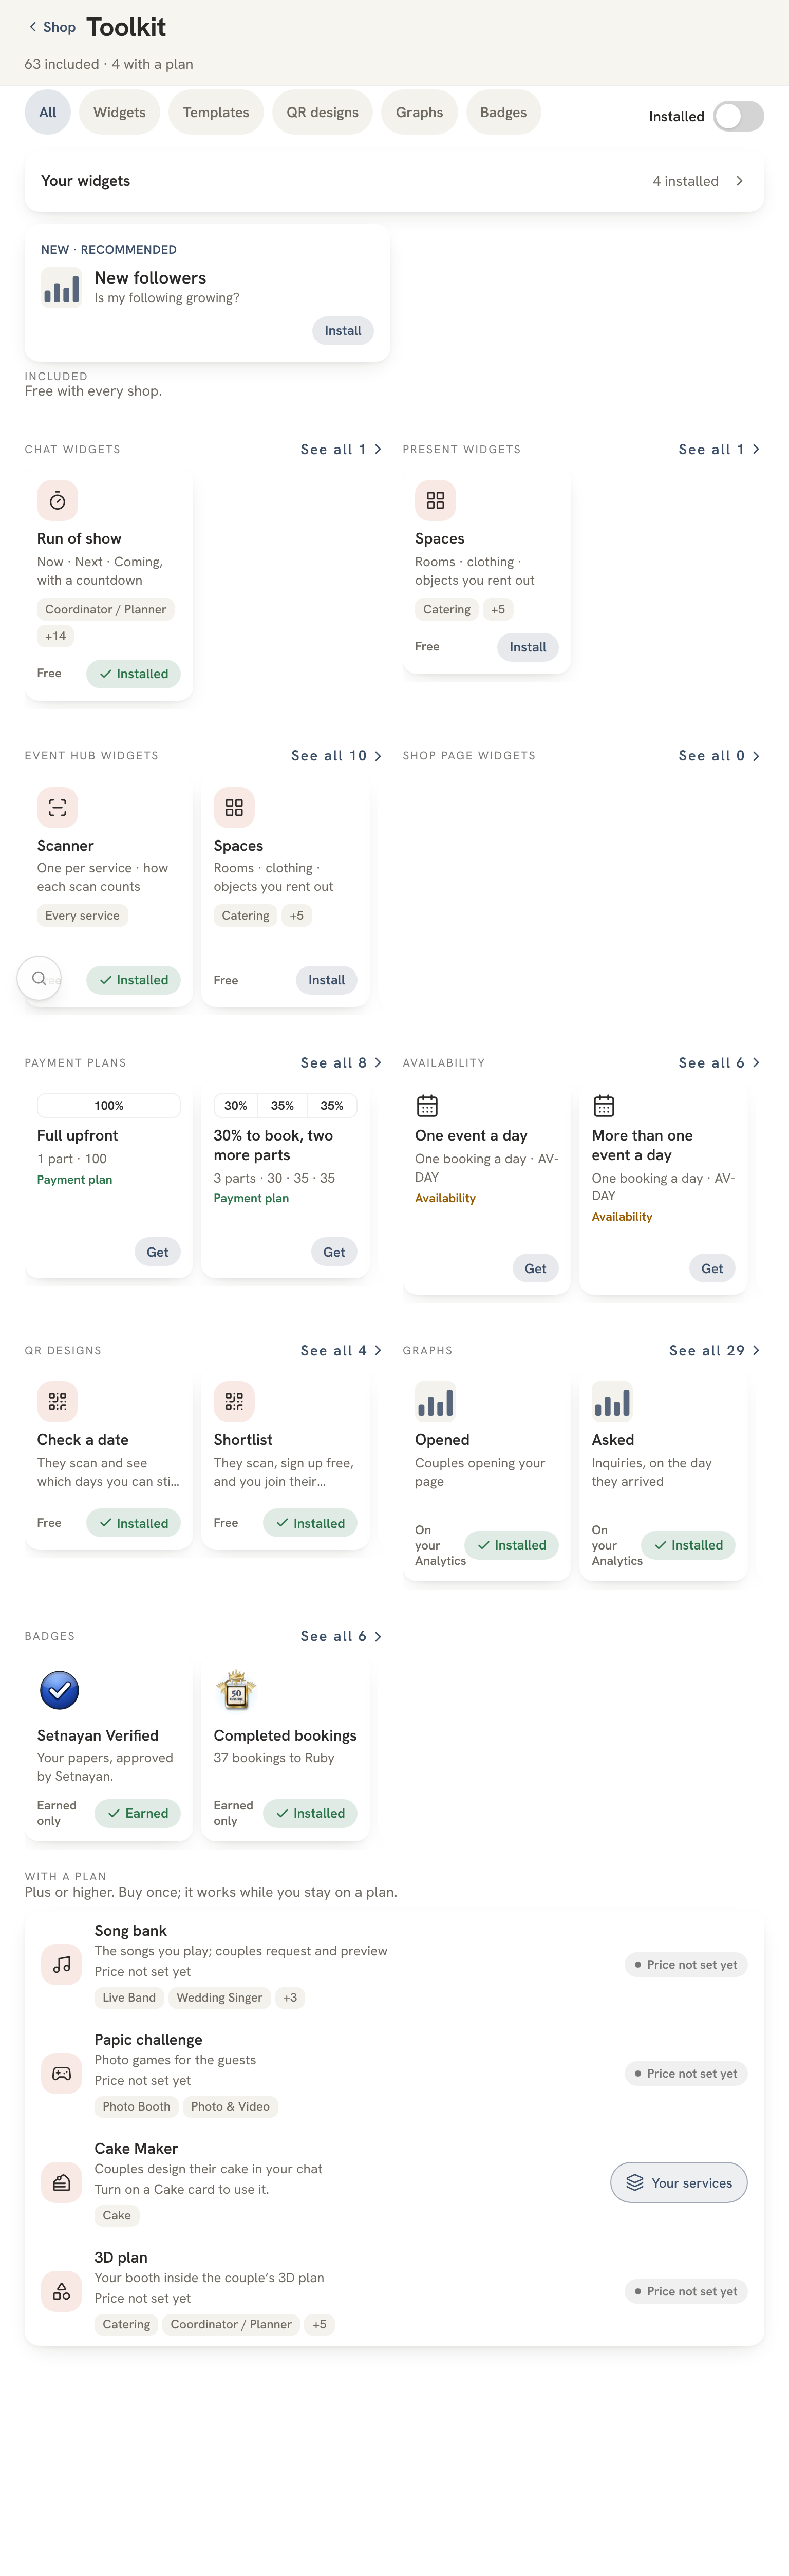 Shop Toolkit
63 included · 4 with a plan
All Widgets Templates QR designs Graphs Badges Installed
Your widgets 4 installed
NEW · RECOMMENDED
New followers
Is my following growing?
Install
INCLUDED
Free with every shop.
CHAT WIDGETS See all 1
Run of show
Now · Next · Coming,
with a countdown
Coordinator / Planner
+14
Free Installed
PRESENT WIDGETS See all 1
Spaces
Rooms · clothing ·
objects you rent out
Catering +5
Free Install
EVENT HUB WIDGETS See all 10
Scanner
One per service · how
each scan counts
Every service
Installed
Spaces
Rooms · clothing ·
objects you rent out
Catering +5
Free Install
SHOP PAGE WIDGETS See all 0
PAYMENT PLANS See all 8
100%
Full upfront
1 part · 100
Payment plan
Get
30% 35% 35%
30% to book, two
more parts
3 parts · 30 · 35 · 35
Payment plan
Get
AVAILABILITY See all 6
One event a day
One booking a day · AV-
DAY
Availability
Get
More than one
event a day
One booking a day · AV-
DAY
Availability
Get
QR DESIGNS See all 4
Check a date
They scan and see
which days you can sti...
Free Installed
Shortlist
They scan, sign up free,
and you join their...
Free Installed
GRAPHS See all 29
Opened
Couples opening your
page
On
your
Analytics
Installed
Asked
Inquiries, on the day
they arrived
On
your
Analytics
Installed
BADGES See all 6
Setnayan Verified
Your papers, approved
by Setnayan.
Earned
only
Earned
50
Completed bookings
37 bookings to Ruby
Earned
only
Installed
WITH A PLAN
Plus or higher. Buy once; it works while you stay on a plan.
Song bank
The songs you play; couples request and preview
Price not set yet
Live Band Wedding Singer +3
Price not set yet
Papic challenge
Photo games for the guests
Price not set yet
Photo Booth Photo & Video
Price not set yet
Cake Maker
Couples design their cake in your chat
Turn on a Cake card to use it.
Cake
Your services
3D plan
Your booth inside the couple's 3D plan
Price not set yet
Catering Coordinator / Planner +5
Price not set yet